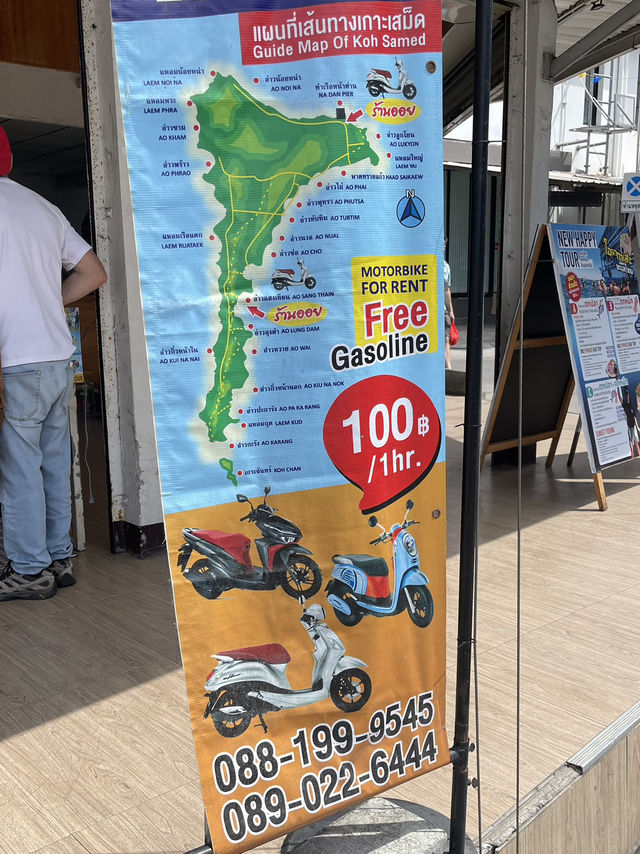 แผนที่เส้นทางเกาะเสม็ด
Guide Map Of Koh Samed
แหลมน้อยหน่า
LAEM NOI NA
อ่าวน้อยหน่า
AO NOI NA
ท่าเรือหน้าด่าน
NA DAN PIER
ร้านออย
แหลมพระ
LAEM PHRA
อ่าวขาม
AO KHAM
อ่าวลูกโยน
AO LUKYON
แหลมใหญ่
LAEM YAI
อ่าวพร้าว
AO PHRAO
หาดทรายแก้ว HAAD SAIKAEW
อ่าวไผ่ AO PHAI
N
อ่าวพุทรา AO PHUTSA
อ่าวทับทิม AO TUBTIM
แหลมเรือแตก
LAEM RUATAEK
อ่าวนวล AO NUAL
อ่าวช่อ AO CHO
MOTORBIKE
FOR RENT
Free
Gasoline
อ่าวแสงเทียน AO SANG THAIN
ร้านออย
อ่าวลุงดำ AO LUNG DAM
อ่าวกิ่วหน้าใน
AO KUI NA NAI
อ่าวหวาย AO WAI
อ่าวกิ่วหน้านอก AO KIU NA NOK
อ่าวปะการัง AO PA KA RANG
แหลมกุด LAEM KUD
อ่าวกะรัง AO KARANG
เกาะจันทร์ KOH CHAN
100฿
/1hr.
088-199-9545
089-022-6444
NEW HAPPY
TOUR